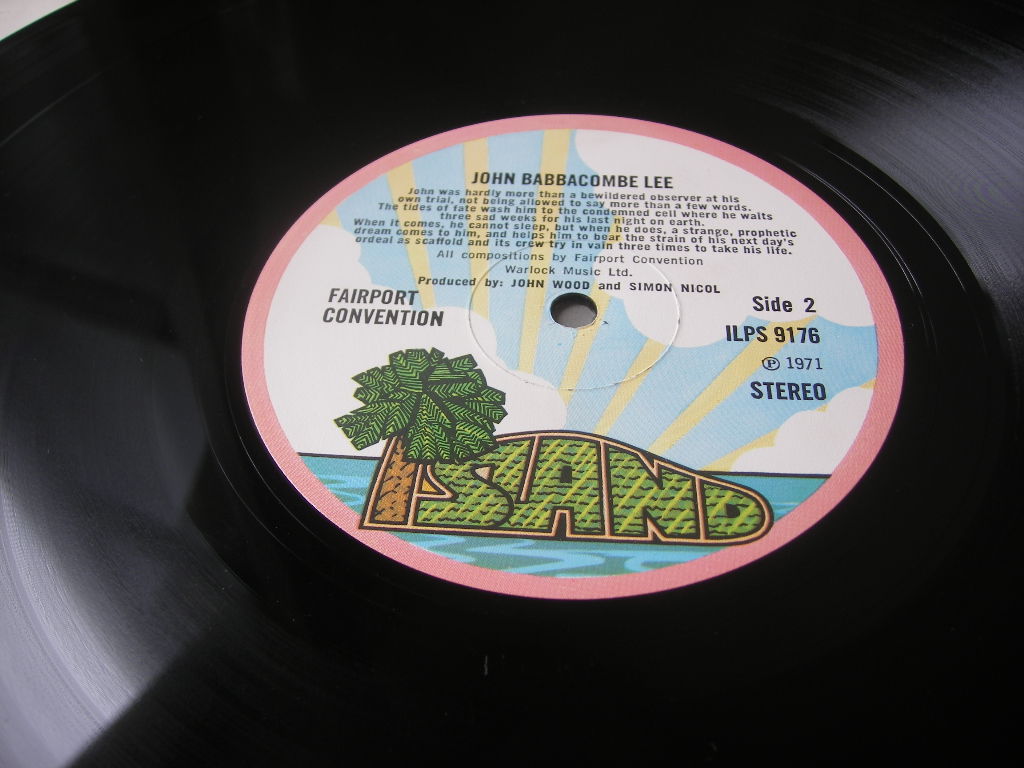 JOHN BABBACOMBE LEE
John was hardly more than a bewildered observer at his
own trial, not being allowed to say more than a few words.
The tides of fate wash him to the condemned cell where he waits
three sad weeks for his last night on earth.
When it comes, he cannot sleep, but when he does, a strange, prophetic
dream comes to him, and helps him to bear the strain of his next day's
ordeal as scaffold and its crew try in vain three times to take his life.
All compositions by Fairport Convention
Warlock Music Ltd.
Produced by: JOHN WOOD and SIMON NICOL
FAIRPORT
CONVENTION
Side 2
ILPS 9176
℗ 1971
STEREO
ISLAND